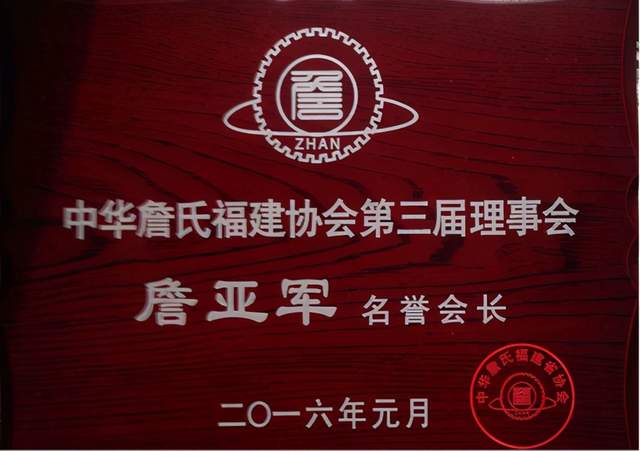 詹
ZHAN
中华詹氏福建协会第三届理事会
詹亚军 名誉会长
二〇一六年元月
中华詹氏福建省协会